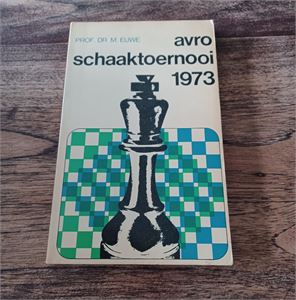 PROF. DR. M. EUWE
avro
schaaktoernooi
1973